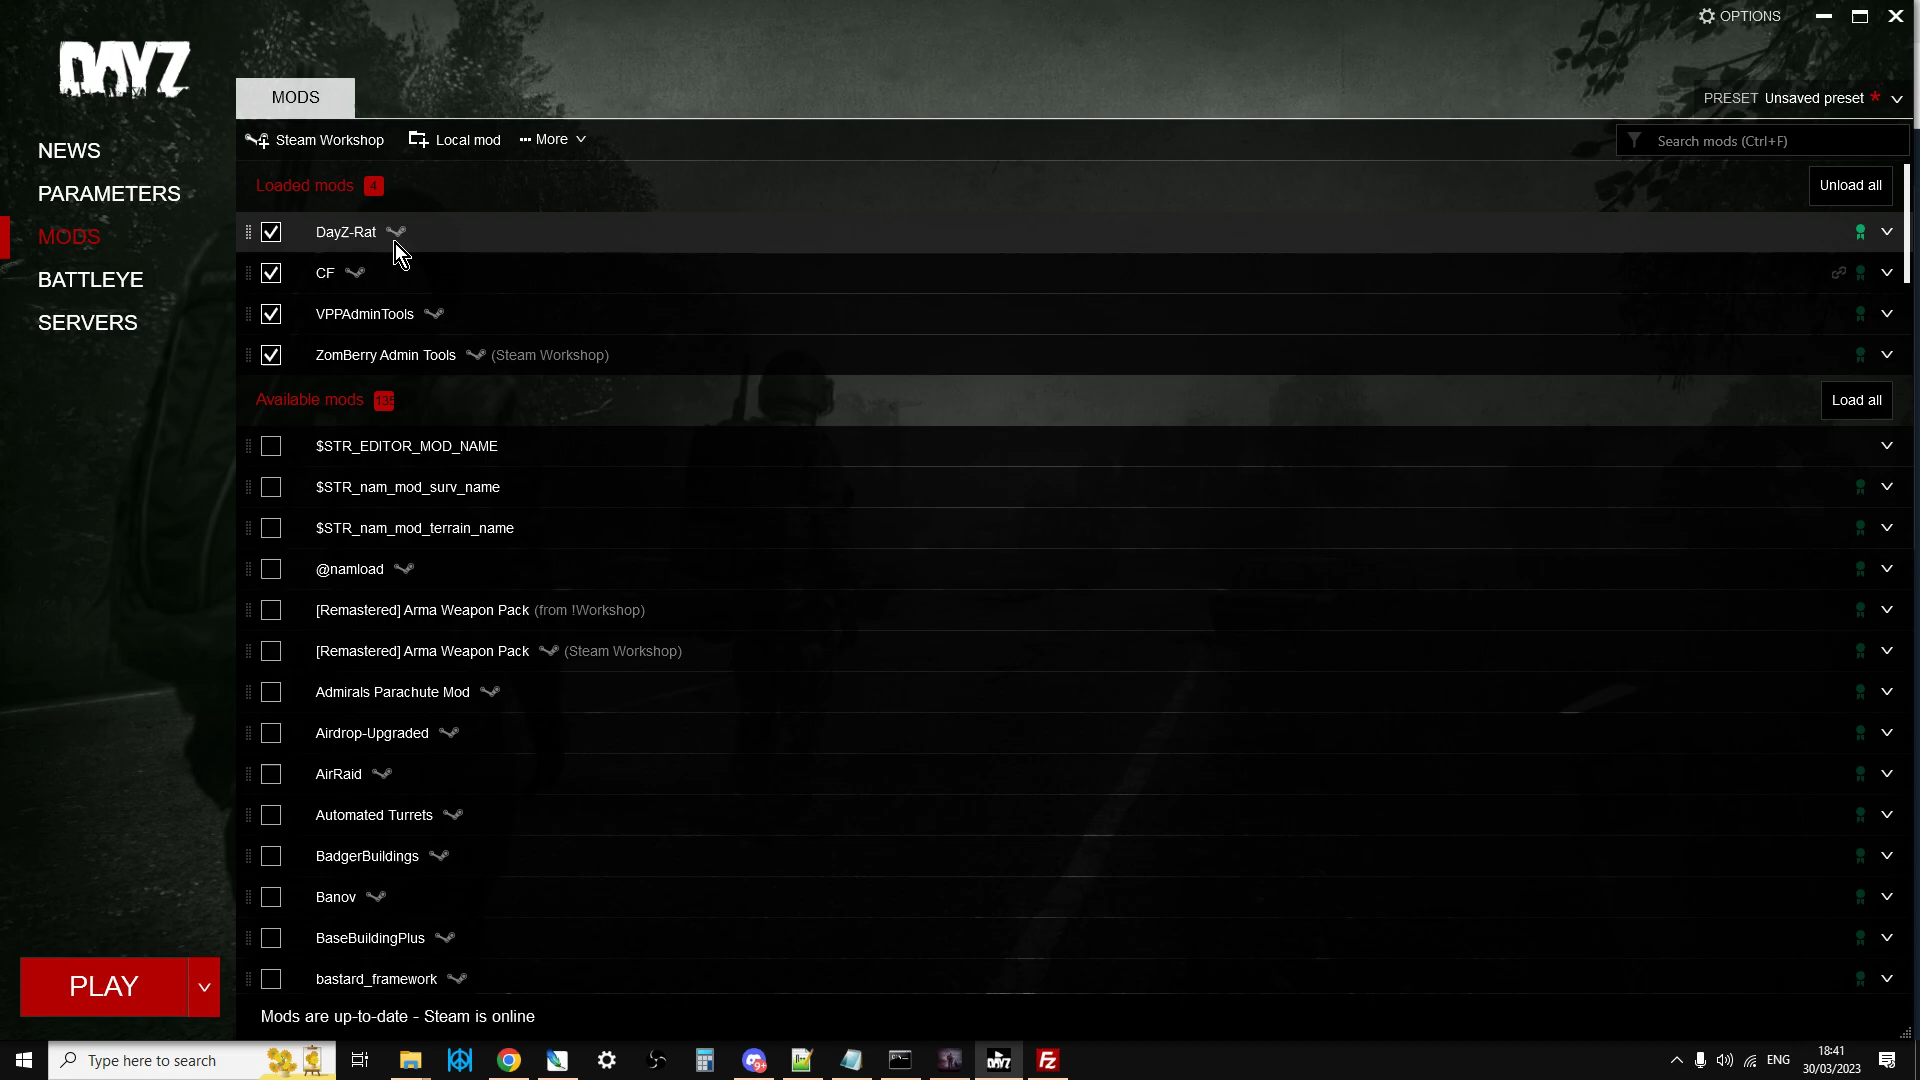 OPTIONS
DAYZ
MODS
PRESET Unsaved preset *
NEWS
PARAMETERS
MODS
BATTLEYE
SERVERS
Steam Workshop
Local mod
More
Search mods (Ctrl+F)
Loaded mods 4
Unload all
DayZ-Rat
CF
VPPAdminTools
ZomBerry Admin Tools (Steam Workshop)
Available mods 135
Load all
$STR_EDITOR_MOD_NAME
$STR_nam_mod_surv_name
$STR_nam_mod_terrain_name
@namload
[Remastered] Arma Weapon Pack (from !Workshop)
[Remastered] Arma Weapon Pack (Steam Workshop)
Admirals Parachute Mod
Airdrop-Upgraded
AirRaid
Automated Turrets
BadgerBuildings
Banov
BaseBuildingPlus
bastard_framework
PLAY
Mods are up-to-date - Steam is online
Type here to search
9+
DAYZ
FZ
ENG
18:41
30/03/2023